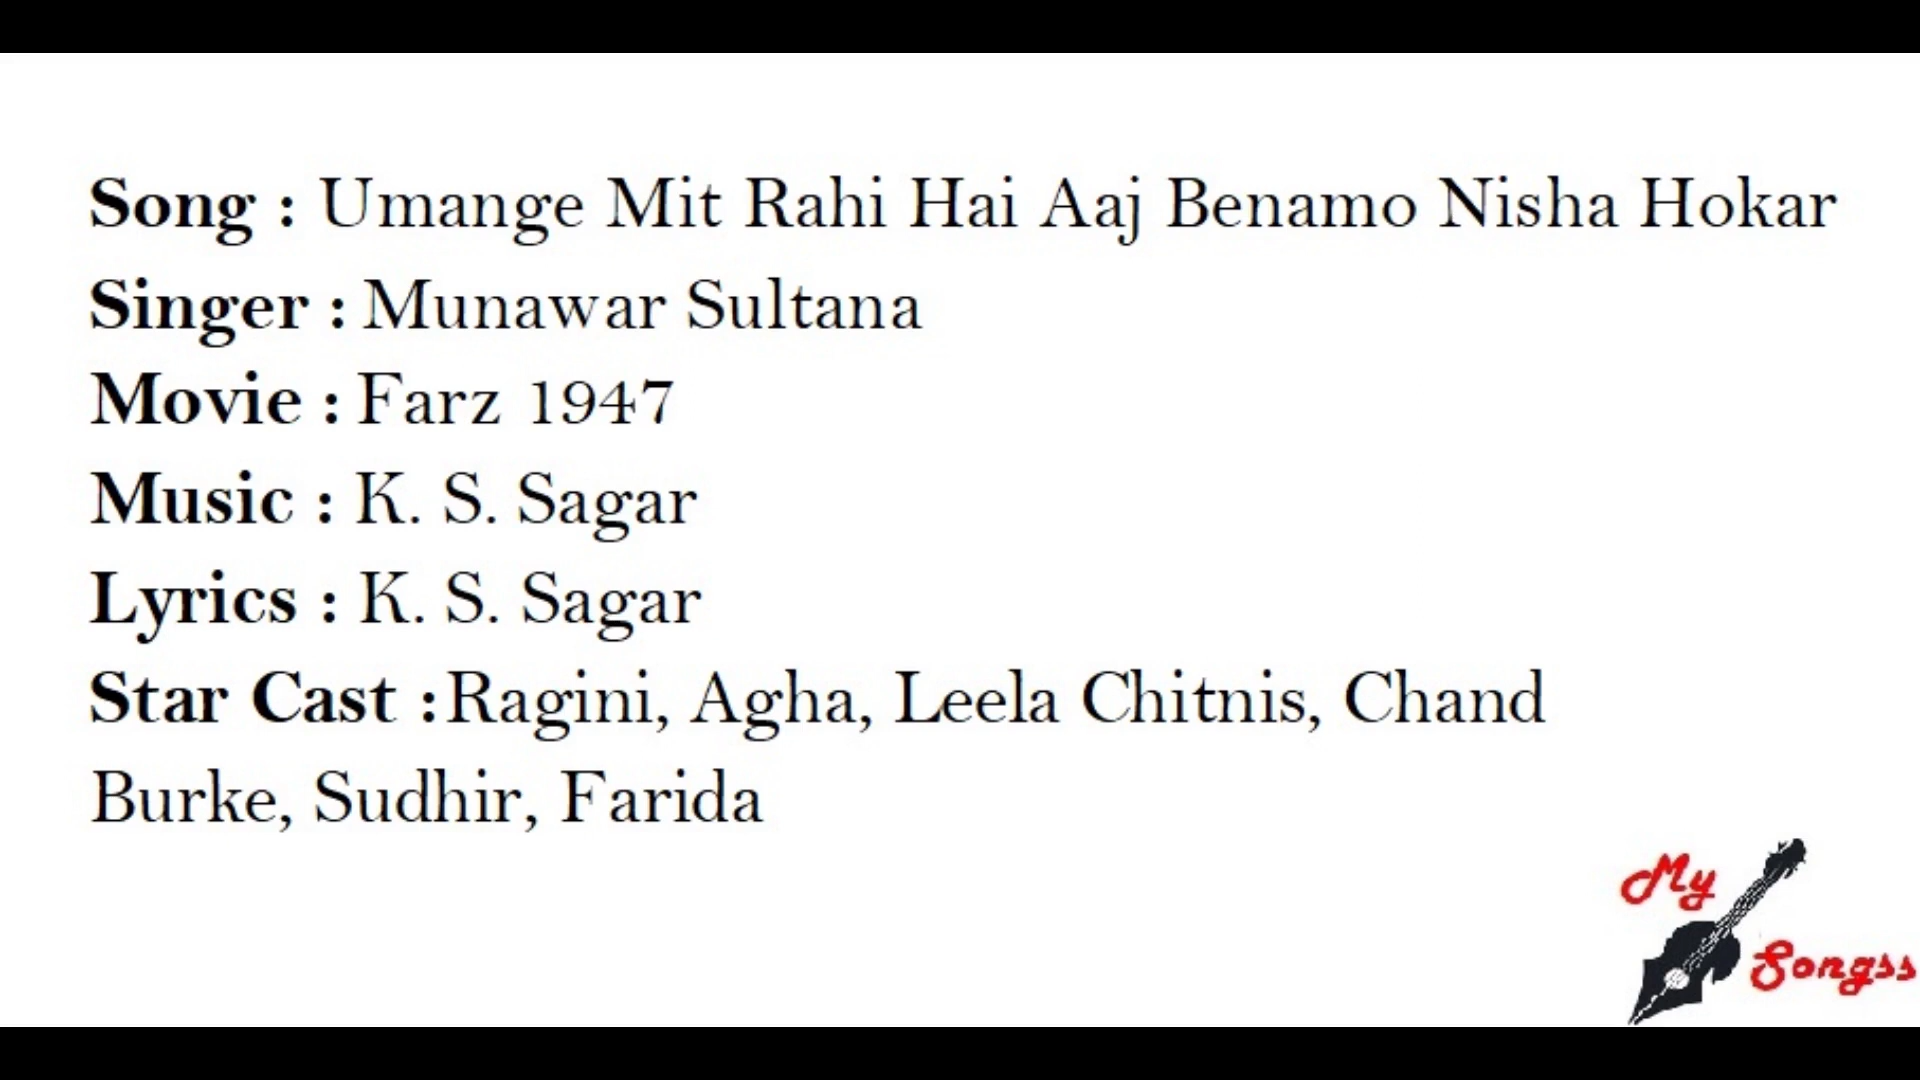 Song : Umange Mit Rahi Hai Aaj Benamo Nisha Hokar
Singer : Munawar Sultana
Movie : Farz 1947
Music : K. S. Sagar
Lyrics : K. S. Sagar
Star Cast :Ragini, Agha, Leela Chitnis, Chand
Burke, Sudhir, Farida
My
Songss